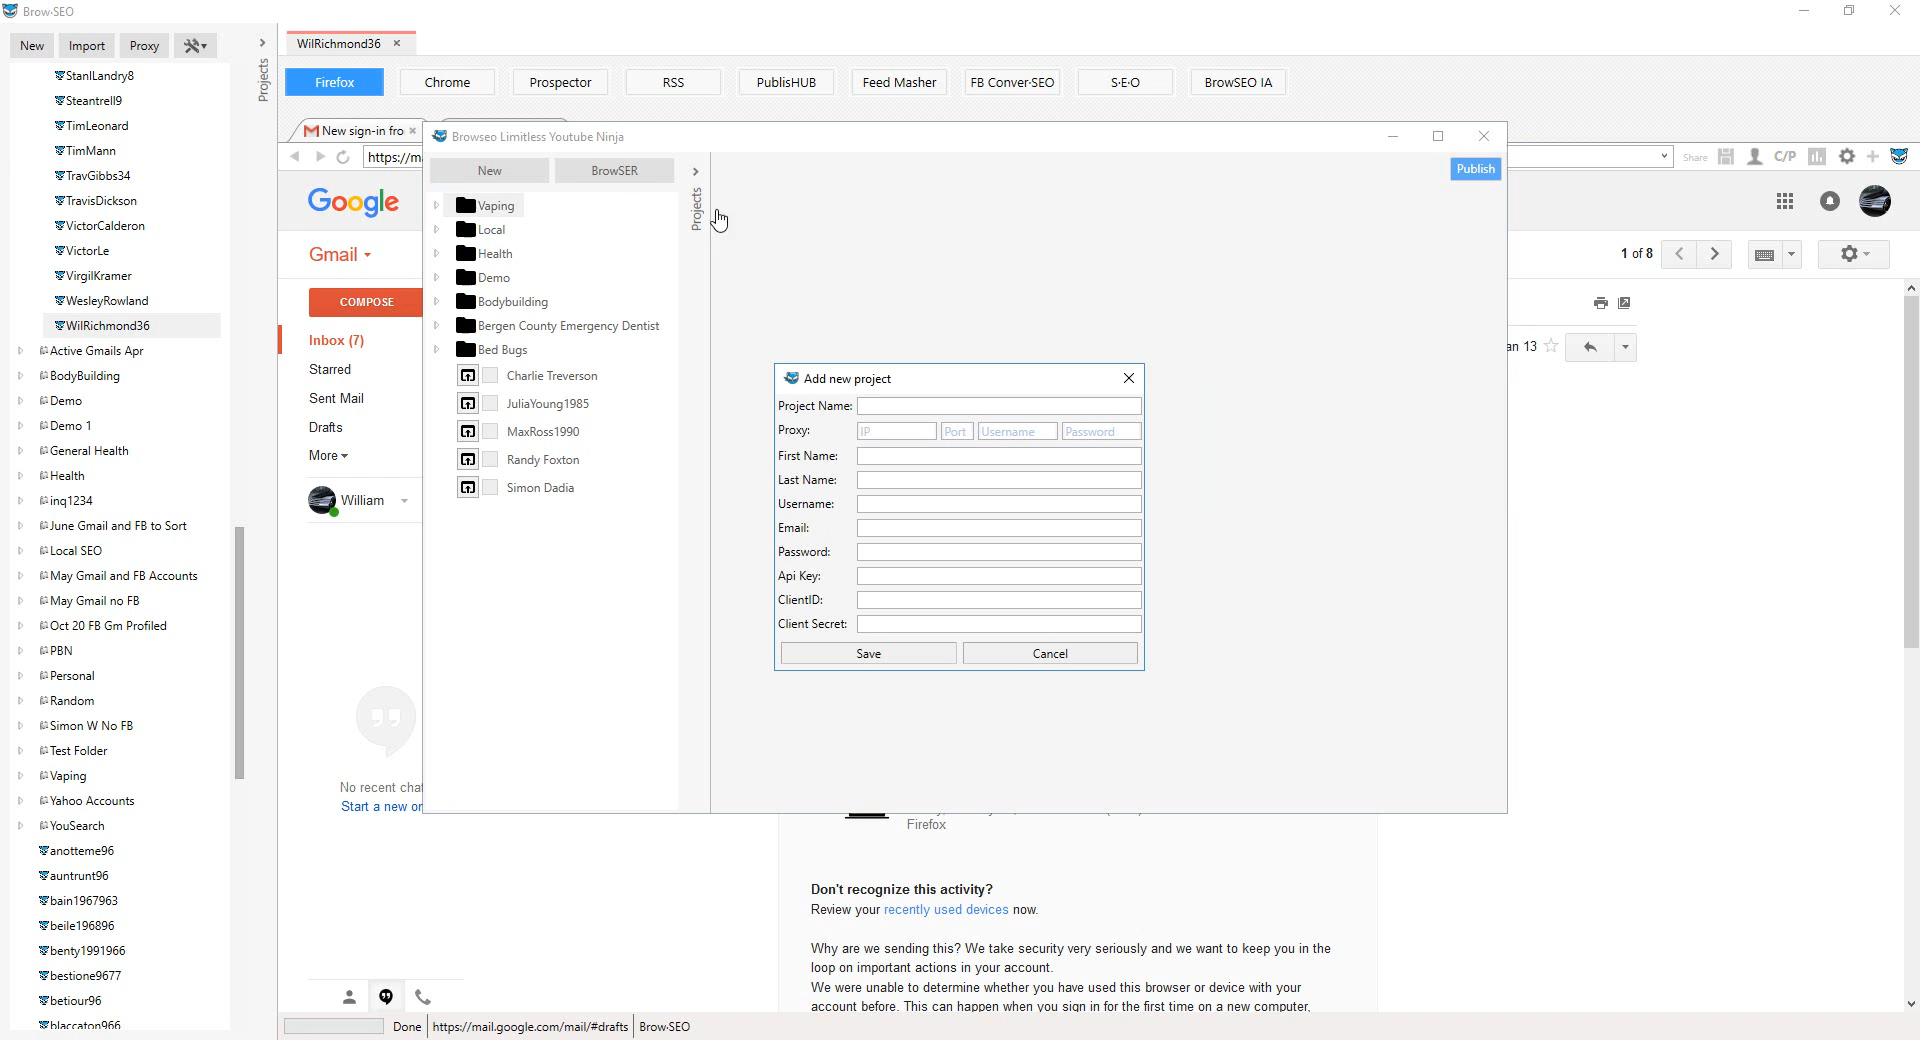 Brow·SEO
New
Import
Proxy
Projects
StanlLandry8
Steantrell9
TimLeonard
TimMann
TravGibbs34
TravisDickson
VictorCalderon
VictorLe
VirgilKramer
WesleyRowland
WilRichmond36
Active Gmails Apr
BodyBuilding
Demo
Demo 1
General Health
Health
inq1234
June Gmail and FB to Sort
Local SEO
May Gmail and FB Accounts
May Gmail no FB
Oct 20 FB Gm Profiled
PBN
Personal
Random
Simon W No FB
Test Folder
Vaping
Yahoo Accounts
YouSearch
anotteme96
auntrunt96
bain1967963
beile196896
benty1991966
bestione9677
betiour96
blaccaton966
WilRichmond36
Firefox
Chrome
Prospector
RSS
PublisHUB
Feed Masher
FB Conver·SEO
S·E·O
BrowSEO IA
New sign-in fro
https://m
Share
C/P
Google
Gmail
COMPOSE
Inbox (7)
Starred
Sent Mail
Drafts
More
William
No recent cha
Start a new or
1 of 8
an 13
Browseo Limitless Youtube Ninja
New
BrowSER
Projects
Publish
Vaping
Local
Health
Demo
Bodybuilding
Bergen County Emergency Dentist
Bed Bugs
Charlie Treverson
JuliaYoung1985
MaxRoss1990
Randy Foxton
Simon Dadia
Add new project
Project Name:
Proxy: IP Port Username Password
First Name:
Last Name:
Username:
Email:
Password:
Api Key:
ClientID:
Client Secret:
Save
Cancel
Firefox
Don't recognize this activity?
Review your recently used devices now.
Why are we sending this? We take security very seriously and we want to keep you in the
loop on important actions in your account.
We were unable to determine whether you have used this browser or device with your
account before. This can happen when you sign in for the first time on a new computer,
Done
https://mail.google.com/mail/#drafts
Brow·SEO